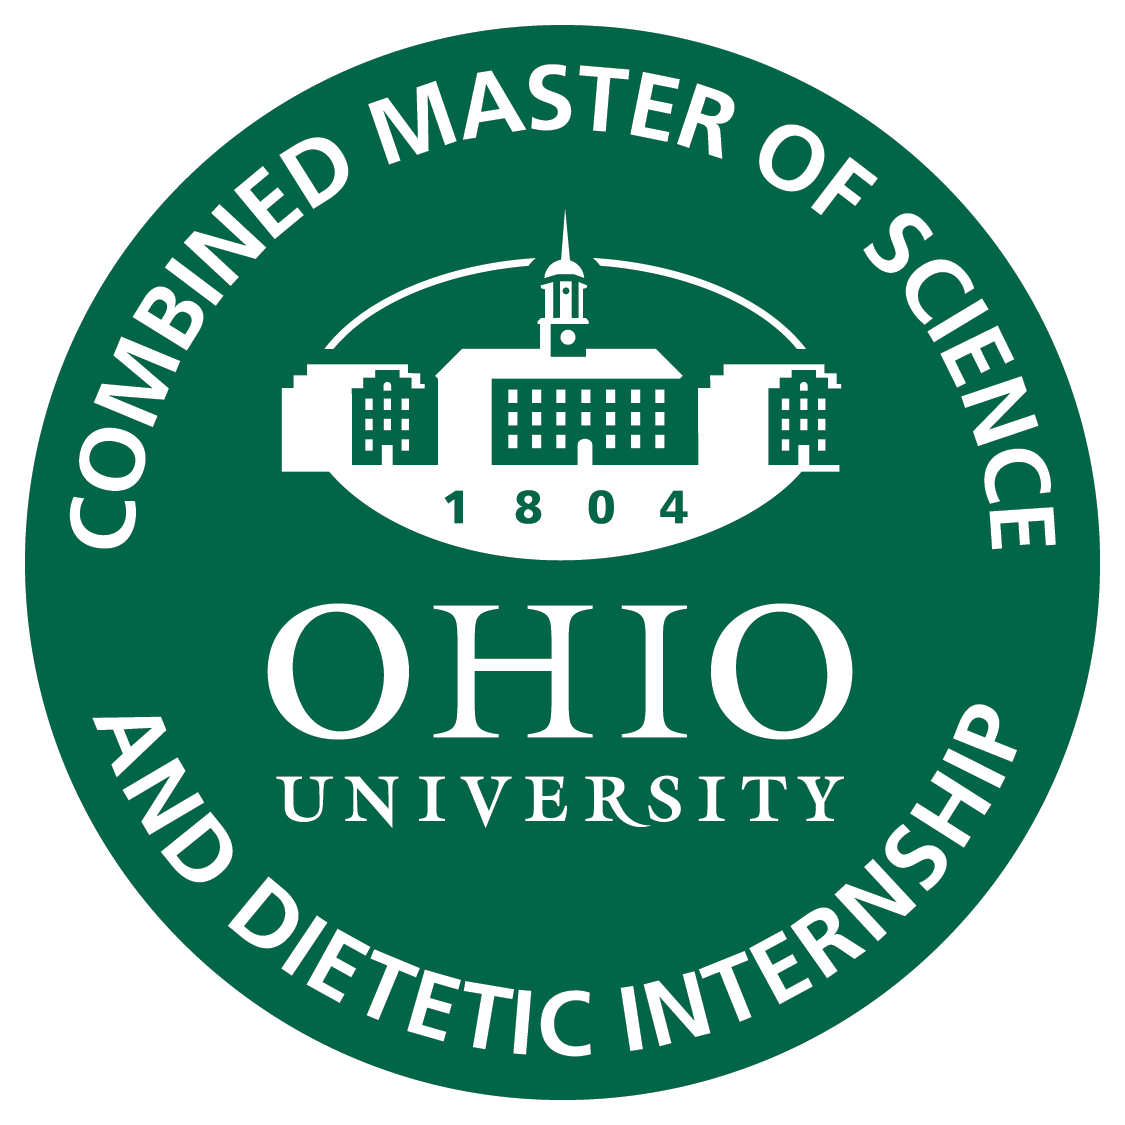 COMBINED MASTER OF SCIENCE
1804
OHIO
UNIVERSITY
AND DIETETIC INTERNSHIP